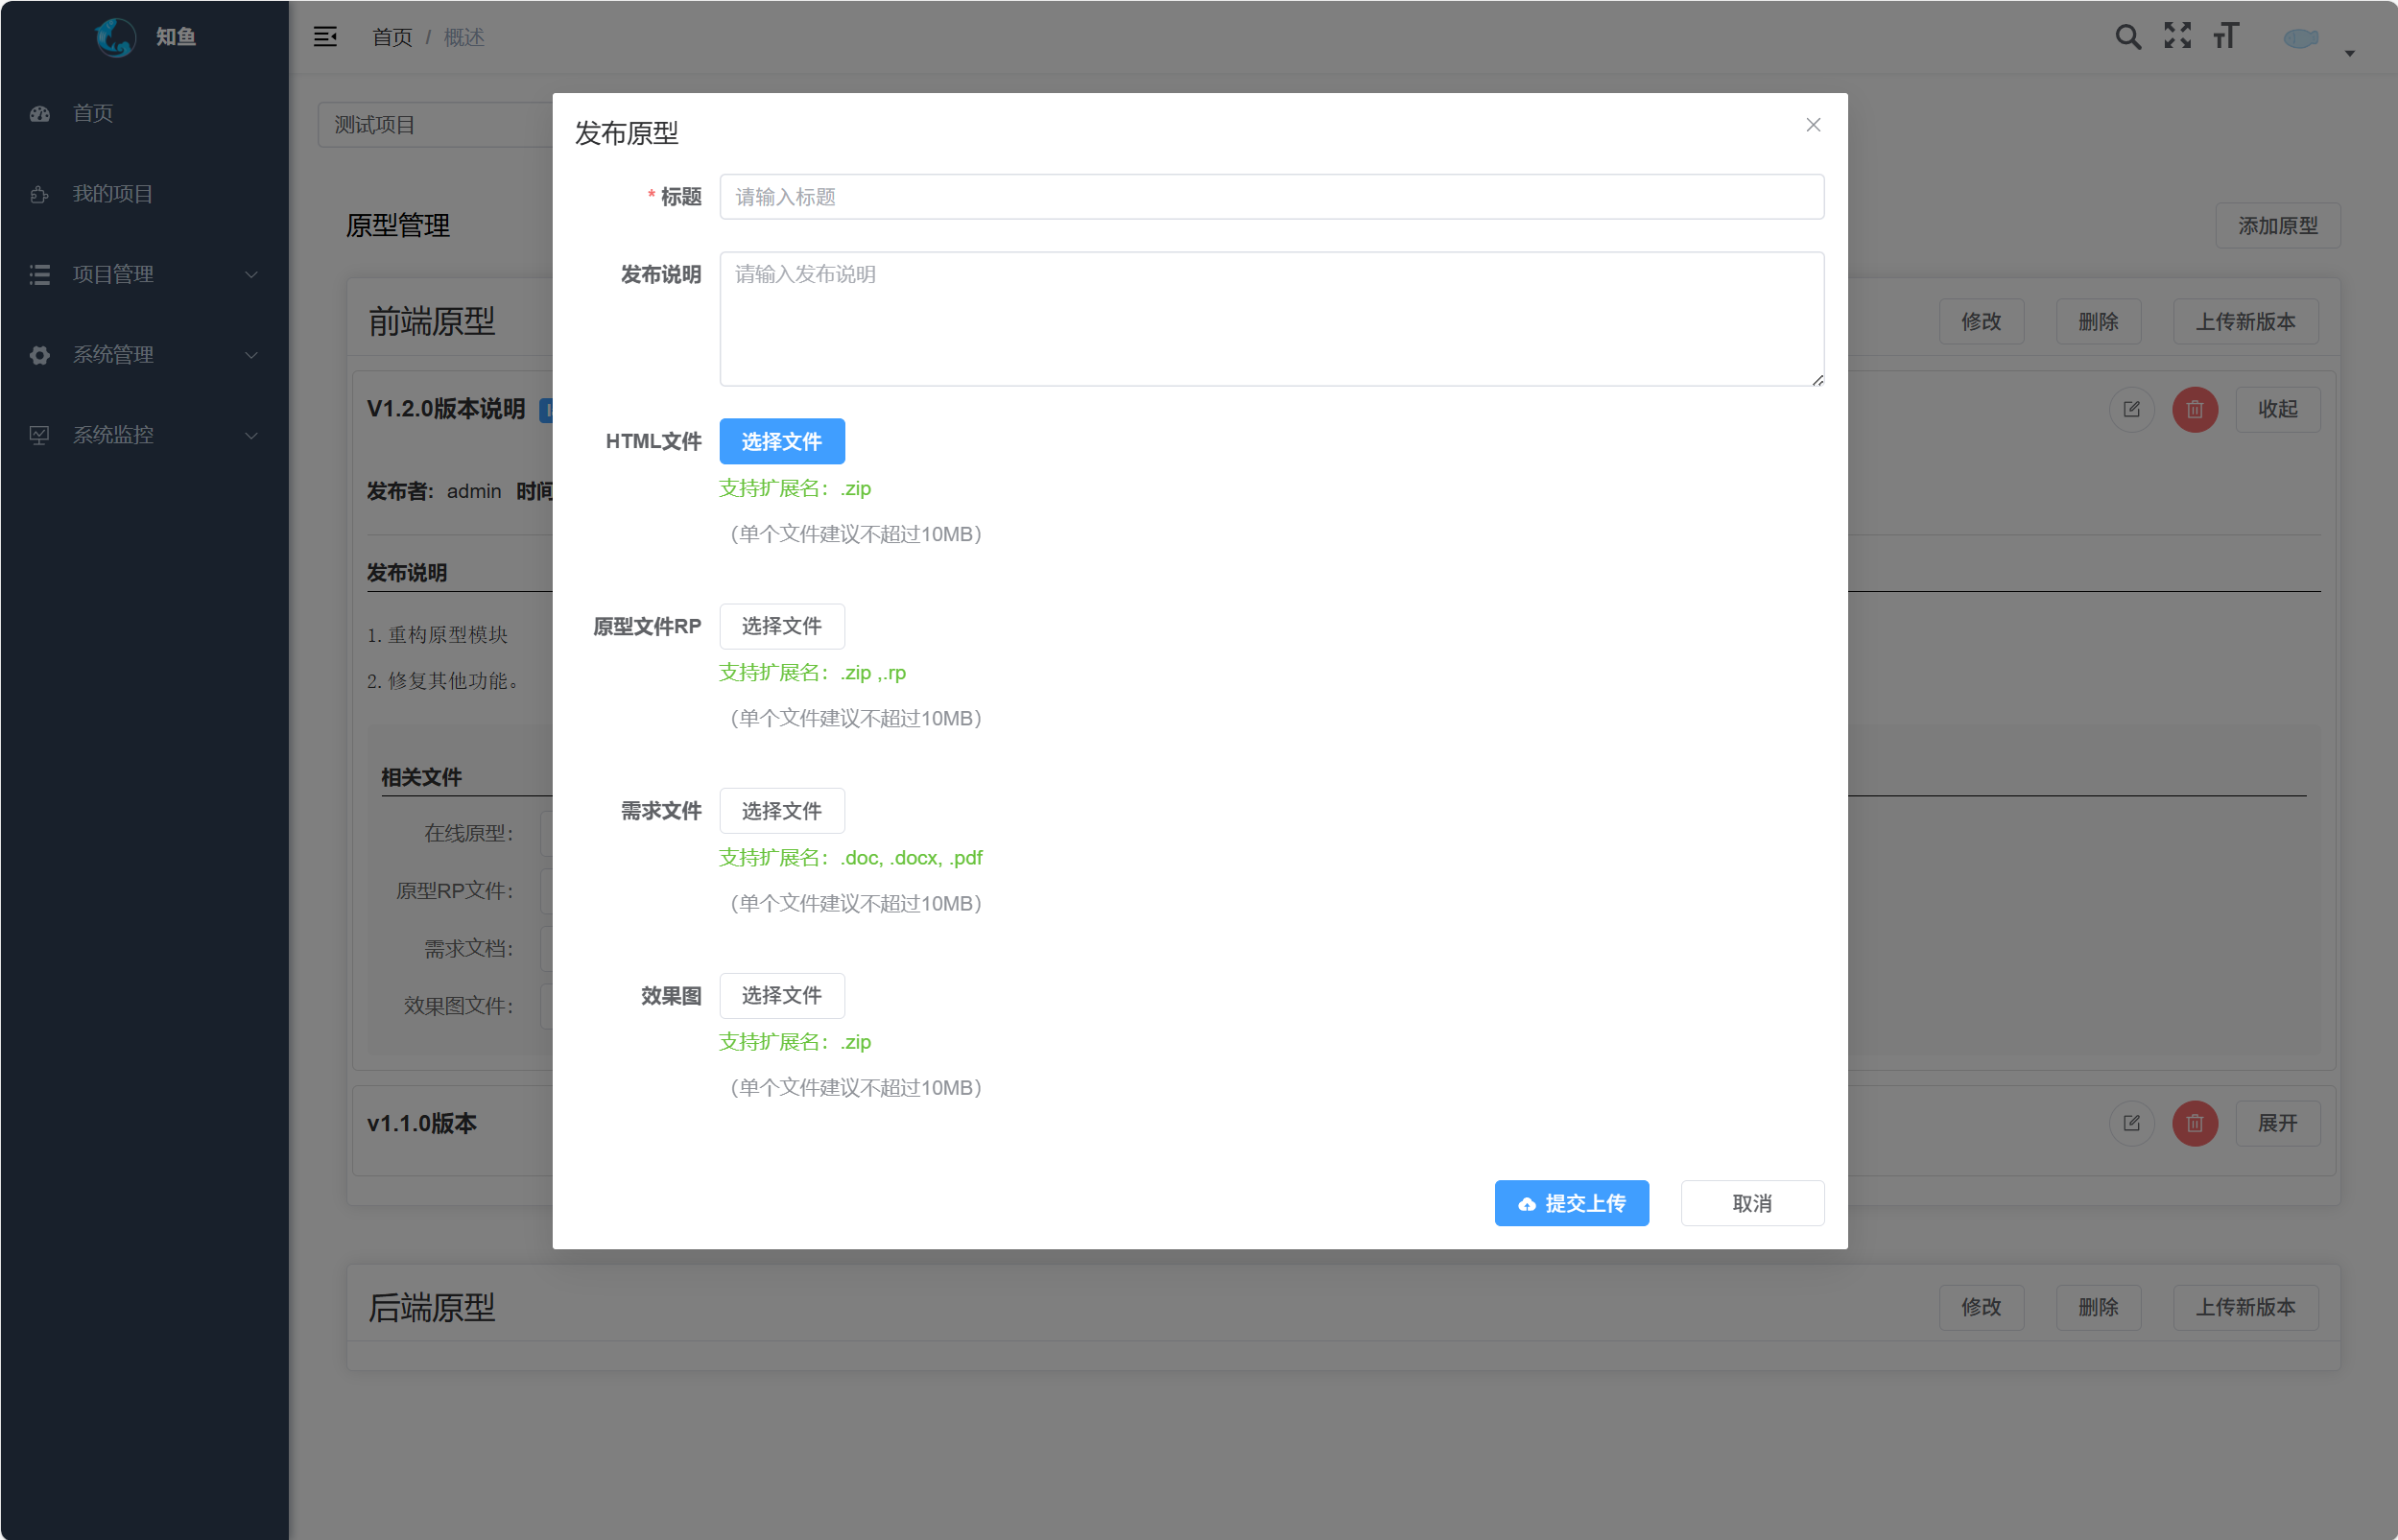 知鱼
首页
我的项目
项目管理
系统管理
系统监控
首页 / 概述
测试项目
原型管理
添加原型
前端原型
修改
删除
上传新版本
V1.2.0版本说明
收起
发布者: admin 时间
发布说明
1. 重构原型模块
2. 修复其他功能。
相关文件
在线原型:
原型RP文件:
需求文档:
效果图文件:
v1.1.0版本
展开
后端原型
修改
删除
上传新版本
发布原型
* 标题
请输入标题
发布说明
请输入发布说明
HTML文件
选择文件
支持扩展名：.zip
（单个文件建议不超过10MB）
原型文件RP
选择文件
支持扩展名：.zip ,.rp
（单个文件建议不超过10MB）
需求文件
选择文件
支持扩展名：.doc, .docx, .pdf
（单个文件建议不超过10MB）
效果图
选择文件
支持扩展名：.zip
（单个文件建议不超过10MB）
提交上传
取消